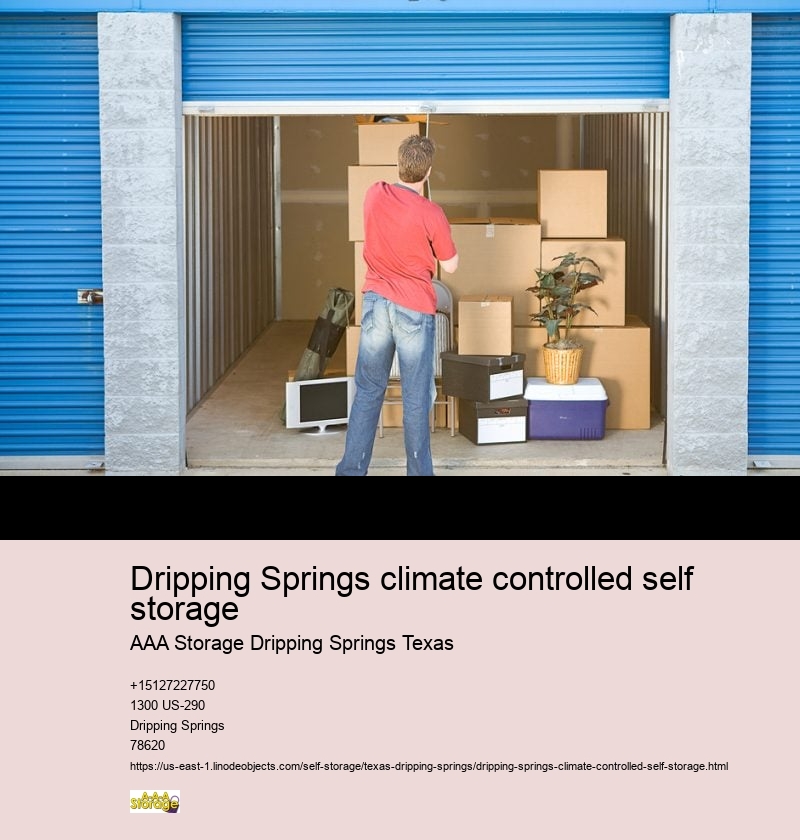 Dripping Springs climate controlled self
storage
AAA Storage Dripping Springs Texas
+15127227750
1300 US-290
Dripping Springs
78620
https://us-east-1.linodeobjects.com/self-storage/texas-dripping-springs/dripping-springs-climate-controlled-self-storage.html
AAA
Storage